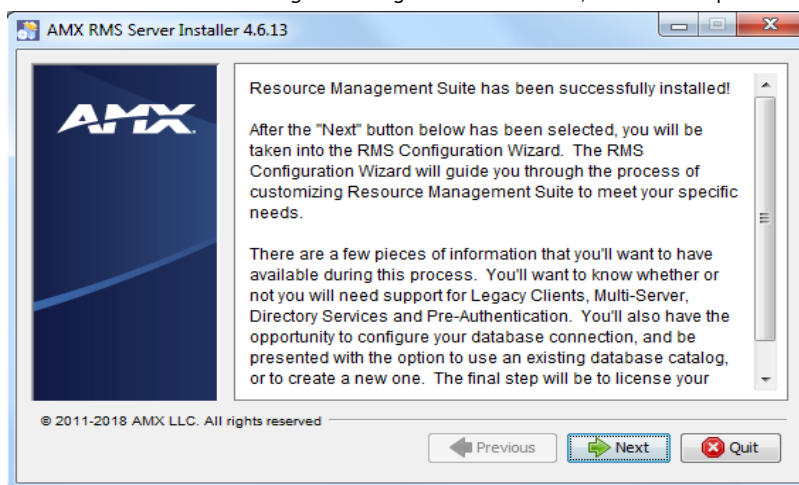 AMX RMS Server Installer 4.6.13
AMX
Resource Management Suite has been successfully installed!
After the "Next" button below has been selected, you will be
taken into the RMS Configuration Wizard. The RMS
Configuration Wizard will guide you through the process of
customizing Resource Management Suite to meet your specific
needs.
There are a few pieces of information that you'll want to have
available during this process. You'll want to know whether or
not you will need support for Legacy Clients, Multi-Server,
Directory Services and Pre-Authentication. You'll also have the
opportunity to configure your database connection, and be
presented with the option to use an existing database catalog,
or to create a new one. The final step will be to license your
© 2011-2018 AMX LLC. All rights reserved
Previous
Next
Quit